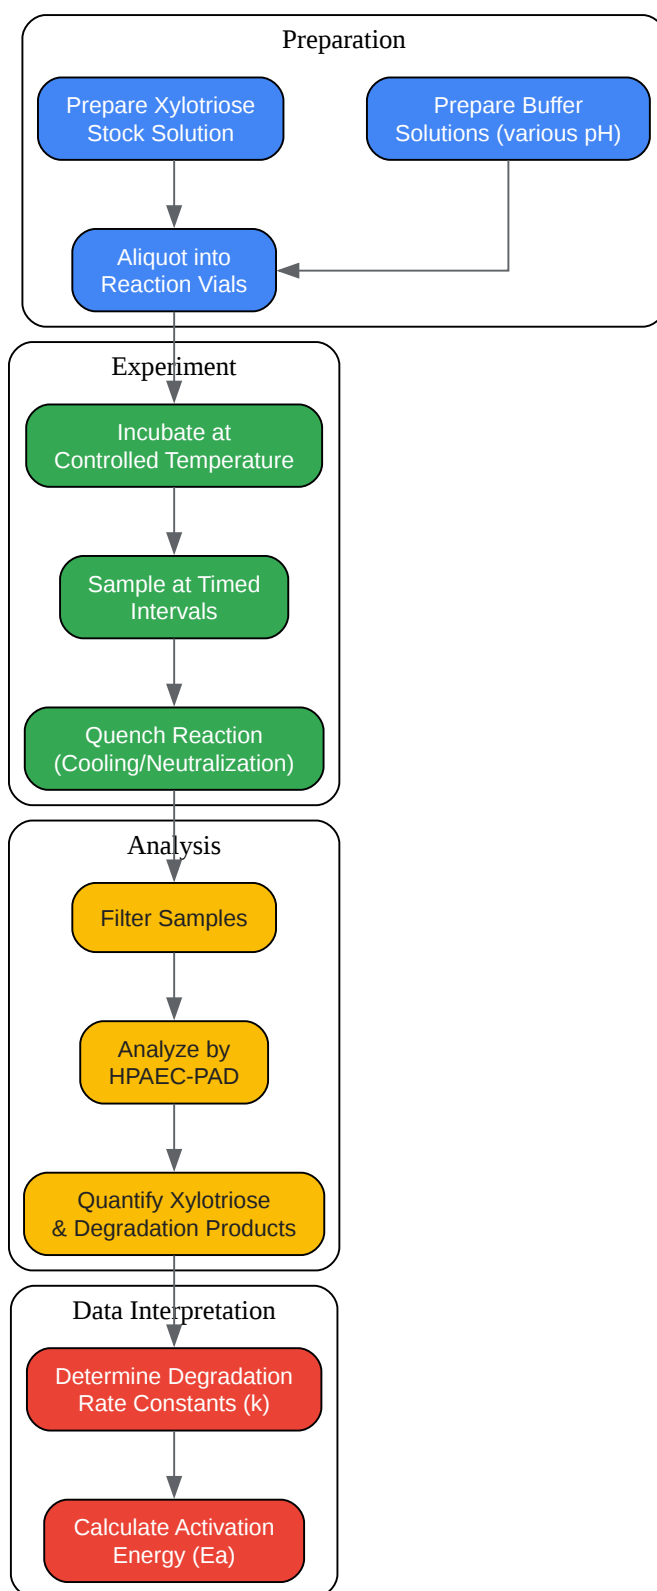 Preparation
Prepare Xylotriose
Stock Solution
Prepare Buffer
Solutions (various pH)
Aliquot into
Reaction Vials
Experiment
Incubate at
Controlled Temperature
Sample at Timed
Intervals
Quench Reaction
(Cooling/Neutralization)
Analysis
Filter Samples
Analyze by
HPAEC-PAD
Quantify Xylotriose
& Degradation Products
Data Interpretation
Determine Degradation
Rate Constants (k)
Calculate Activation
Energy (Ea)